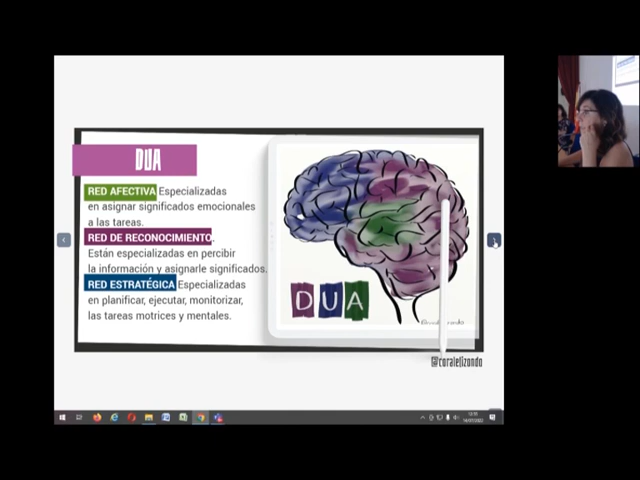 DUA
RED AFECTIVA Especializadas
en asignar significados emocionales
a las tareas.
RED DE RECONOCIMIENTO.
Están especializadas en percibir
la información y asignarle significados.
RED ESTRATÉGICA Especializadas
en planificar, ejecutar, monitorizar,
las tareas motrices y mentales.
DUA
@coralelizondo